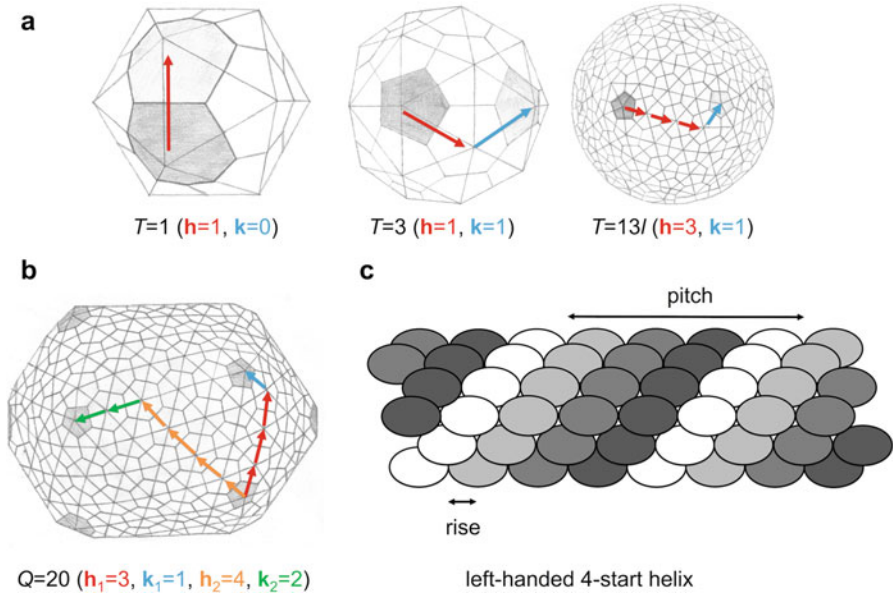 a
T=1 (h=1, k=0)
T=3 (h=1, k=1)
T=13l (h=3, k=1)
b
Q=20 (h₁=3, k₁=1, h₂=4, k₂=2)
c
pitch
rise
left-handed 4-start helix